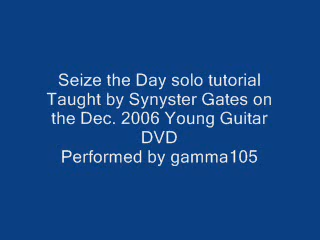 Seize the Day solo tutorial
Taught by Synyster Gates on
the Dec. 2006 Young Guitar
DVD
Performed by gamma105